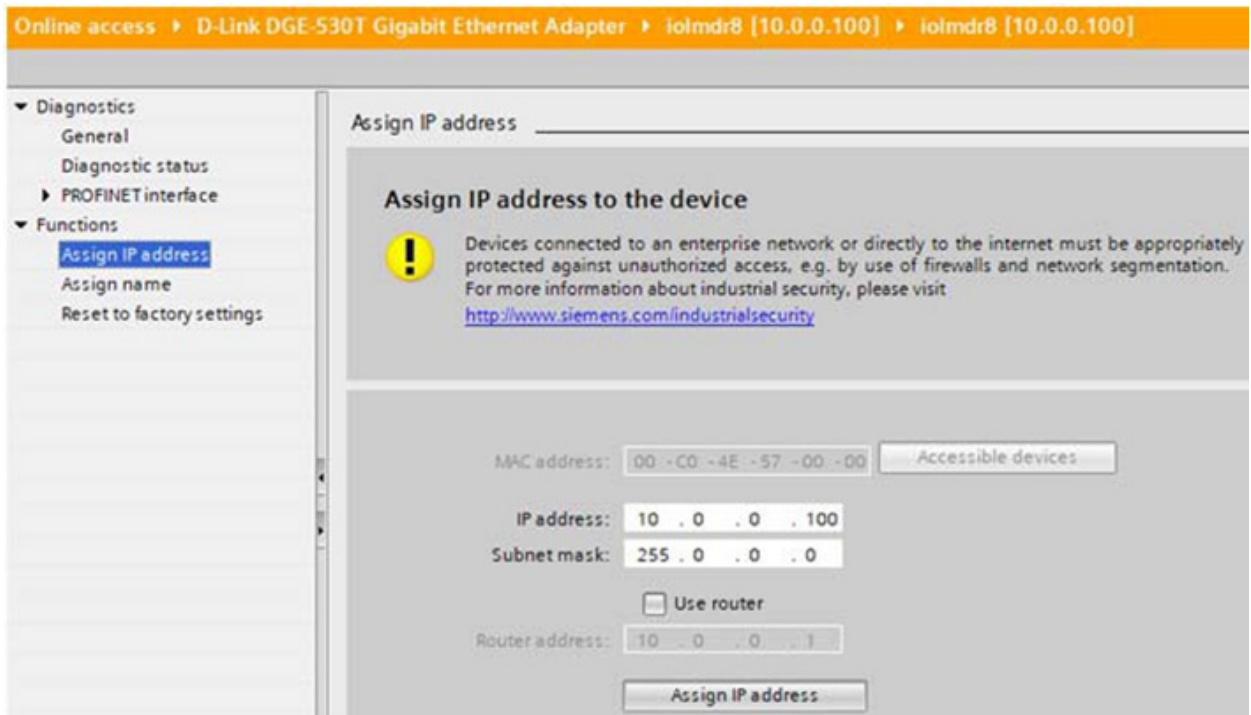 Online access ▸ D-Link DGE-530T Gigabit Ethernet Adapter ▸ iolmdr8 [10.0.0.100] ▸ iolmdr8 [10.0.0.100]
Diagnostics
General
Diagnostic status
PROFINET interface
Functions
Assign IP address
Assign name
Reset to factory settings
Assign IP address
Assign IP address to the device
Devices connected to an enterprise network or directly to the internet must be appropriately
protected against unauthorized access, e.g. by use of firewalls and network segmentation.
For more information about industrial security, please visit
http://www.siemens.com/industrialsecurity
MAC address: 00 - C0 - 4E - 57 - 00 - 00 Accessible devices
IP address: 10 . 0 . 0 . 100
Subnet mask: 255 . 0 . 0 . 0
Use router
Router address: 10 . 0 . 0 . 1
Assign IP address